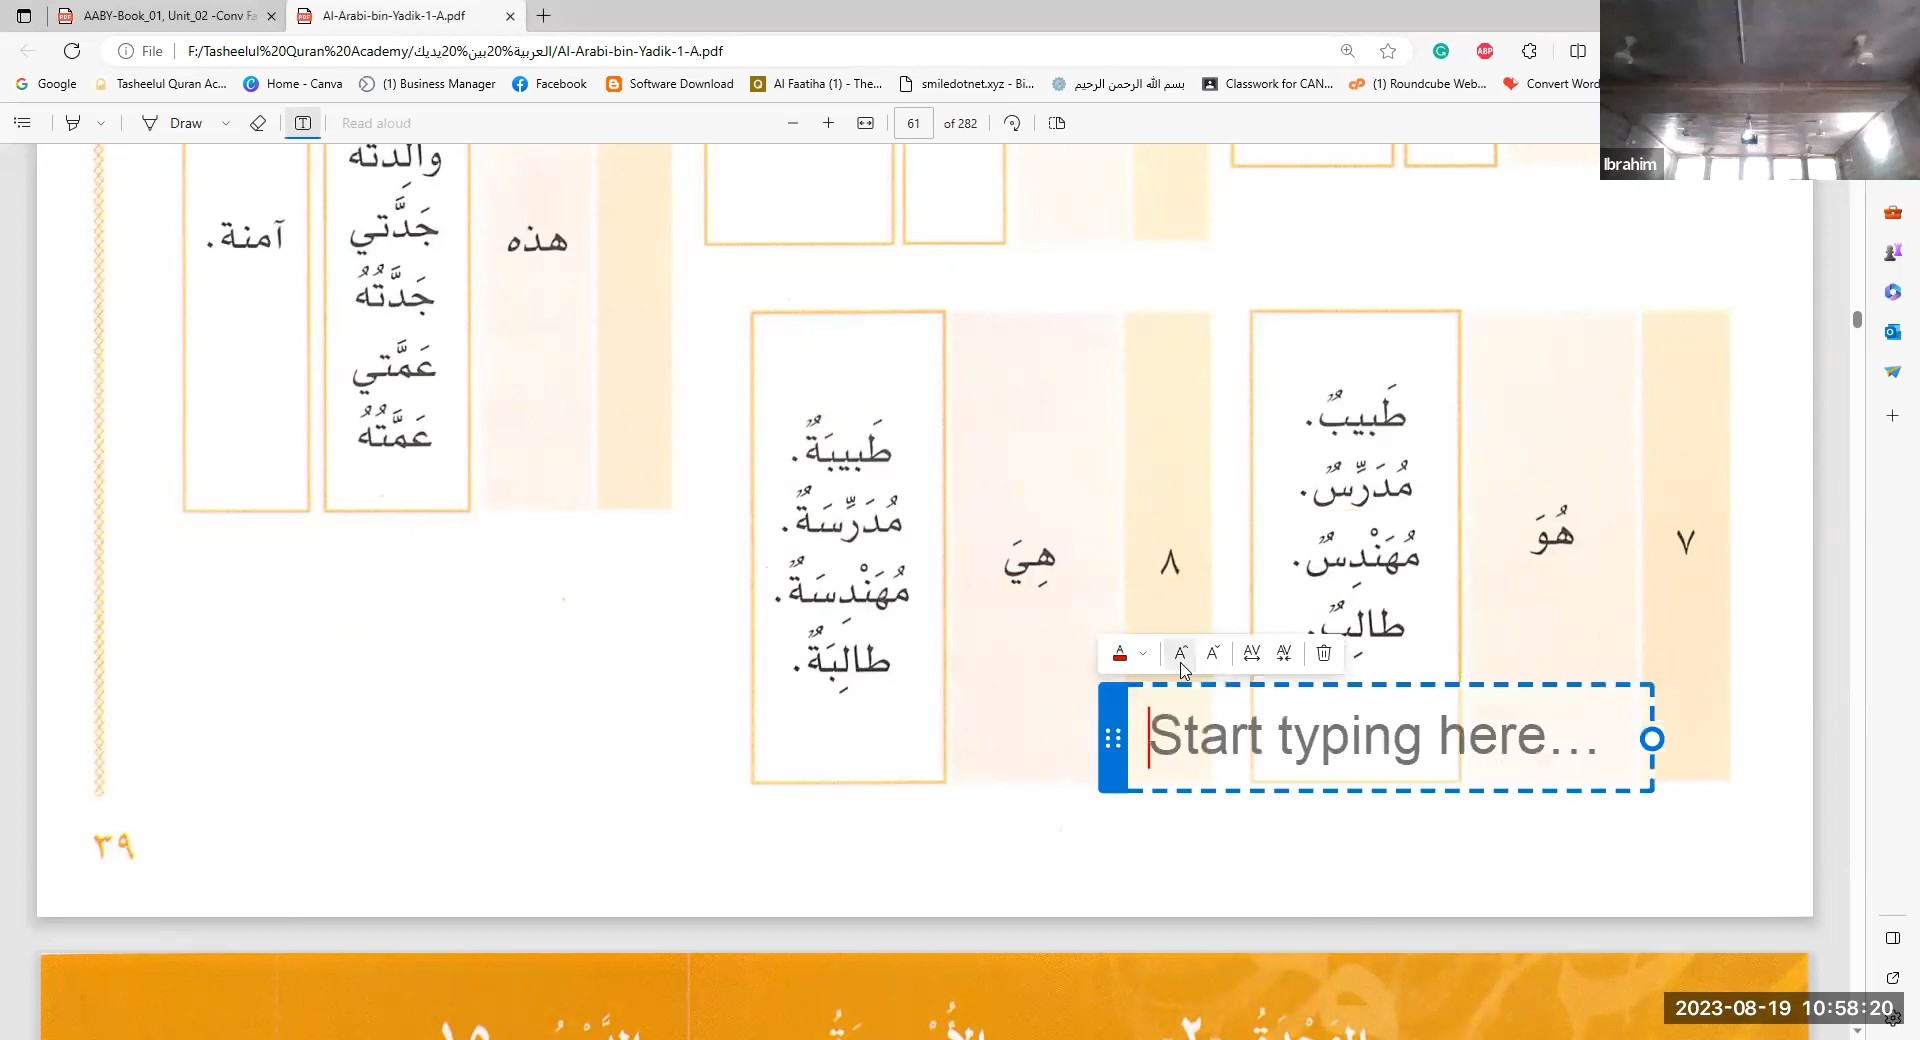 AABY-Book_01, Unit_02 -Conv Fa
Al-Arabi-bin-Yadik-1-A.pdf
File
F:/Tasheelul%20Quran%20Academy/العربية%20بين%20يديك/Al-Arabi-bin-Yadik-1-A.pdf
Google
Tasheelul Quran Ac...
Home - Canva
(1) Business Manager
Facebook
Software Download
Al Faatiha (1) - The...
smiledotnet.xyz - Bi...
بسم الله الرحمن الرحيم
Classwork for CAN...
(1) Roundcube Web...
Convert Word
Draw
Read aloud
61
of 282
Ibrahim
٧
هُوَ
طَبيبٌ.
مُدَرِّسٌ.
مُهَنْدِسٌ.
طالِبٌ.
٨
هِيَ
طَبيبَةٌ.
مُدَرِّسَةٌ.
مُهَنْدِسَةٌ.
طالِبَةٌ.
هذه
والِدتُه
جَدَّتي
جَدَّتُهُ
عَمَّتي
عَمَّتُهُ
آمنة.
Start typing here...
٣٩
2023-08-19 10:58:20